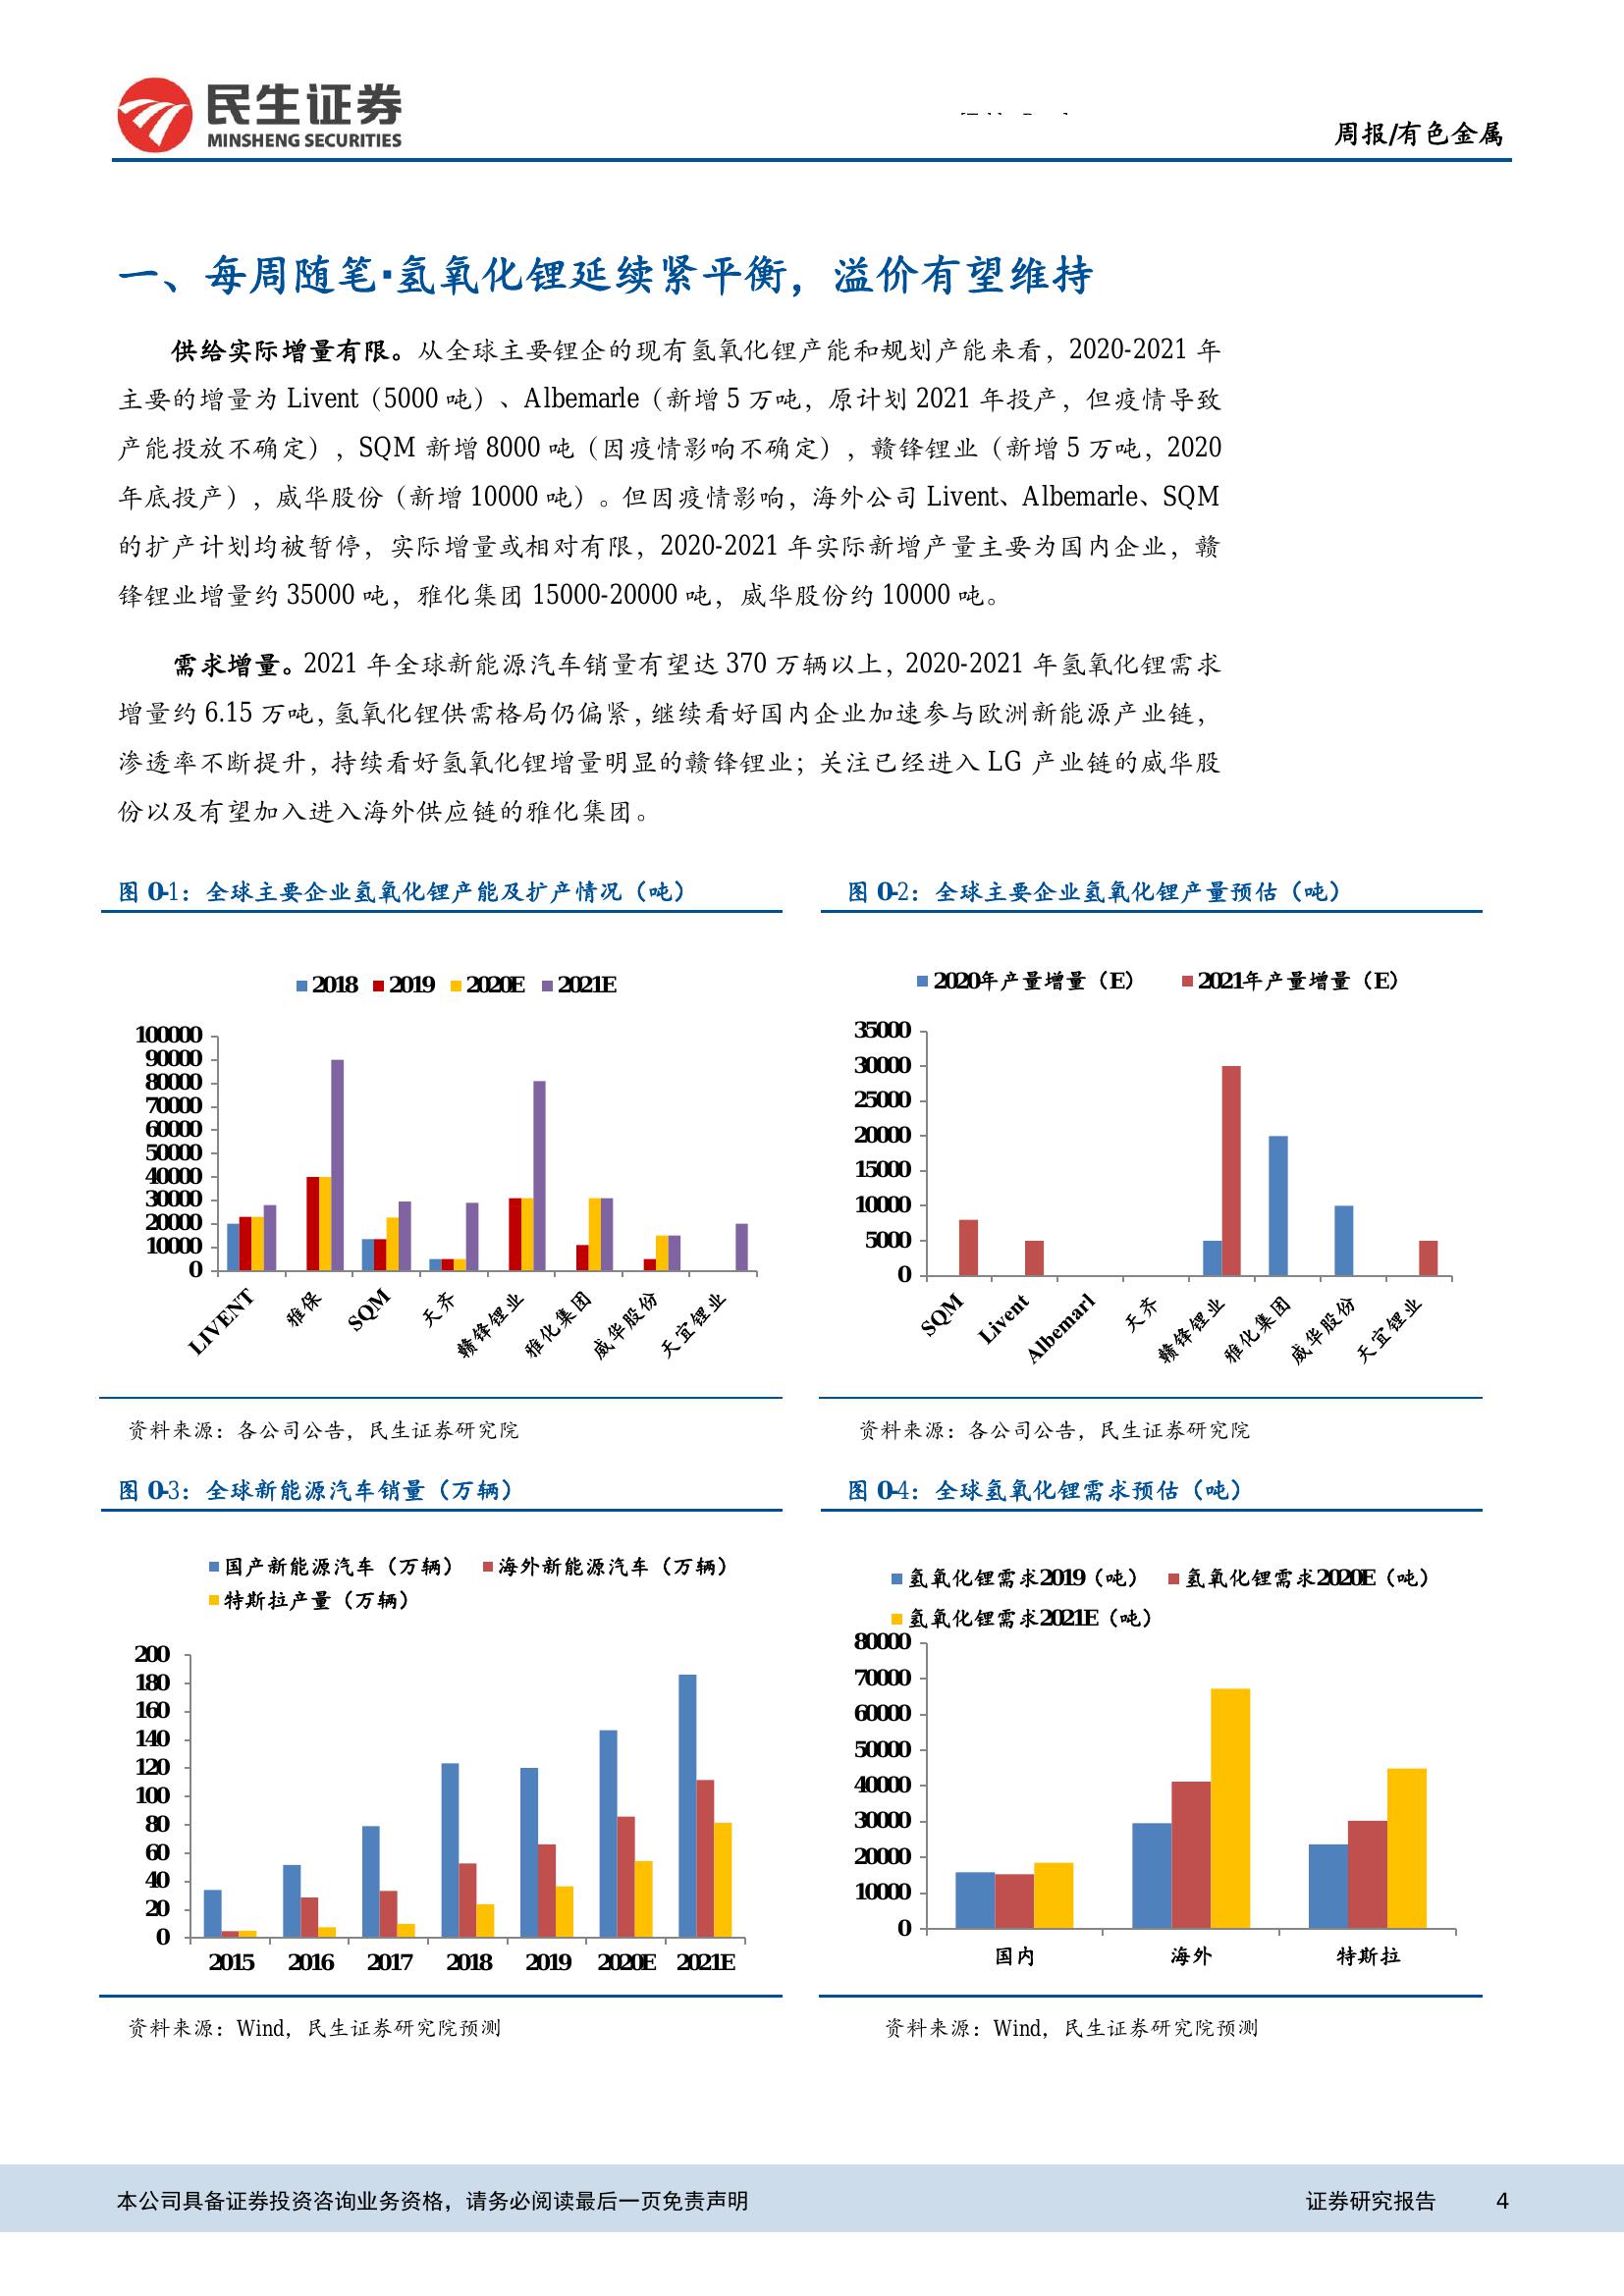 民生证券
MINSHENG SECURITIES
周报/有色金属
一、每周随笔·氢氧化锂延续紧平衡，溢价有望维持
供给实际增量有限。从全球主要锂企的现有氢氧化锂产能和规划产能来看，2020-2021 年
主要的增量为 Livent（5000 吨）、Albemarle（新增 5 万吨，原计划 2021 年投产，但疫情导致
产能投放不确定），SQM 新增 8000 吨（因疫情影响不确定），赣锋锂业（新增 5 万吨，2020
年底投产），威华股份（新增 10000 吨）。但因疫情影响，海外公司 Livent、Albemarle、SQM
的扩产计划均被暂停，实际增量或相对有限，2020-2021 年实际新增产量主要为国内企业，赣
锋锂业增量约 35000 吨，雅化集团 15000-20000 吨，威华股份约 10000 吨。
需求增量。2021 年全球新能源汽车销量有望达 370 万辆以上，2020-2021 年氢氧化锂需求
增量约 6.15 万吨，氢氧化锂供需格局仍偏紧，继续看好国内企业加速参与欧洲新能源产业链，
渗透率不断提升，持续看好氢氧化锂增量明显的赣锋锂业；关注已经进入 LG 产业链的威华股
份以及有望加入进入海外供应链的雅化集团。
图 0-1：全球主要企业氢氧化锂产能及扩产情况（吨）
2018 2019 2020E 2021E
100000
90000
80000
70000
60000
50000
40000
30000
20000
10000
0
LIVENT 雅保 SQM 天齐 赣锋锂业 雅化集团 威华股份 天宜锂业
资料来源：各公司公告，民生证券研究院
图 0-2：全球主要企业氢氧化锂产量预估（吨）
2020年产量增量（E） 2021年产量增量（E）
35000
30000
25000
20000
15000
10000
5000
0
SQM Livent Albemarl 天齐 赣锋锂业 雅化集团 威华股份 天宜锂业
资料来源：各公司公告，民生证券研究院
图 0-3：全球新能源汽车销量（万辆）
国产新能源汽车（万辆） 海外新能源汽车（万辆）
特斯拉产量（万辆）
200
180
160
140
120
100
80
60
40
20
0
2015 2016 2017 2018 2019 2020E 2021E
资料来源：Wind，民生证券研究院预测
图 0-4：全球氢氧化锂需求预估（吨）
氢氧化锂需求2019（吨） 氢氧化锂需求2020E（吨）
氢氧化锂需求2021E（吨）
80000
70000
60000
50000
40000
30000
20000
10000
0
国内 海外 特斯拉
资料来源：Wind，民生证券研究院预测
本公司具备证券投资咨询业务资格，请务必阅读最后一页免责声明 证券研究报告 4